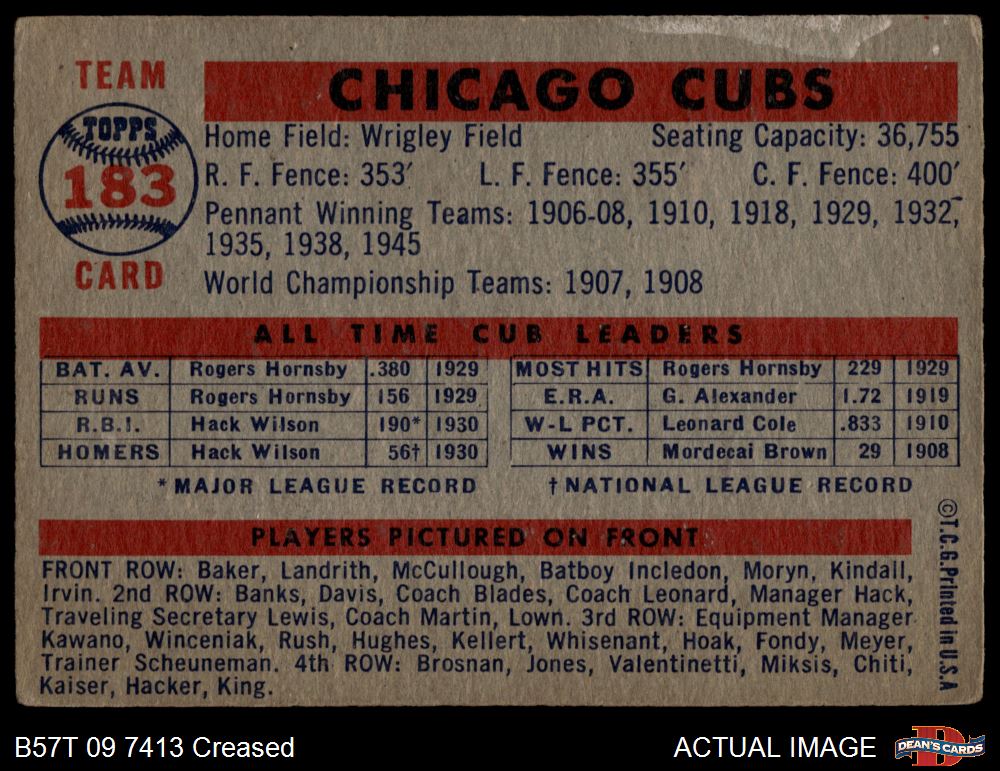 TEAM
TOPPS
183
CARD
CHICAGO CUBS
Home Field: Wrigley Field Seating Capacity: 36,755
R. F. Fence: 353′ L. F. Fence: 355′ C. F. Fence: 400′
Pennant Winning Teams: 1906-08, 1910, 1918, 1929, 1932,
1935, 1938, 1945
World Championship Teams: 1907, 1908
ALL TIME CUB LEADERS
BAT. AV. Rogers Hornsby .380 1929 MOST HITS Rogers Hornsby 229 1929
RUNS Rogers Hornsby 156 1929 E.R.A. G. Alexander 1.72 1919
R.B.I. Hack Wilson 190* 1930 W-L PCT. Leonard Cole .833 1910
HOMERS Hack Wilson 56† 1930 WINS Mordecai Brown 29 1908
*MAJOR LEAGUE RECORD †NATIONAL LEAGUE RECORD
PLAYERS PICTURED ON FRONT
FRONT ROW: Baker, Landrith, McCullough, Batboy Incledon, Moryn, Kindall,
Irvin. 2nd ROW: Banks, Davis, Coach Blades, Coach Leonard, Manager Hack,
Traveling Secretary Lewis, Coach Martin, Lown. 3rd ROW: Equipment Manager
Kawano, Winceniak, Rush, Hughes, Kellert, Whisenant, Hoak, Fondy, Meyer,
Trainer Scheuneman. 4th ROW: Brosnan, Jones, Valentinetti, Miksis, Chiti,
Kaiser, Hacker, King.
©T.C.G. Printed in U.S.A
B57T 09 7413 Creased
ACTUAL IMAGE
DEAN'S CARDS